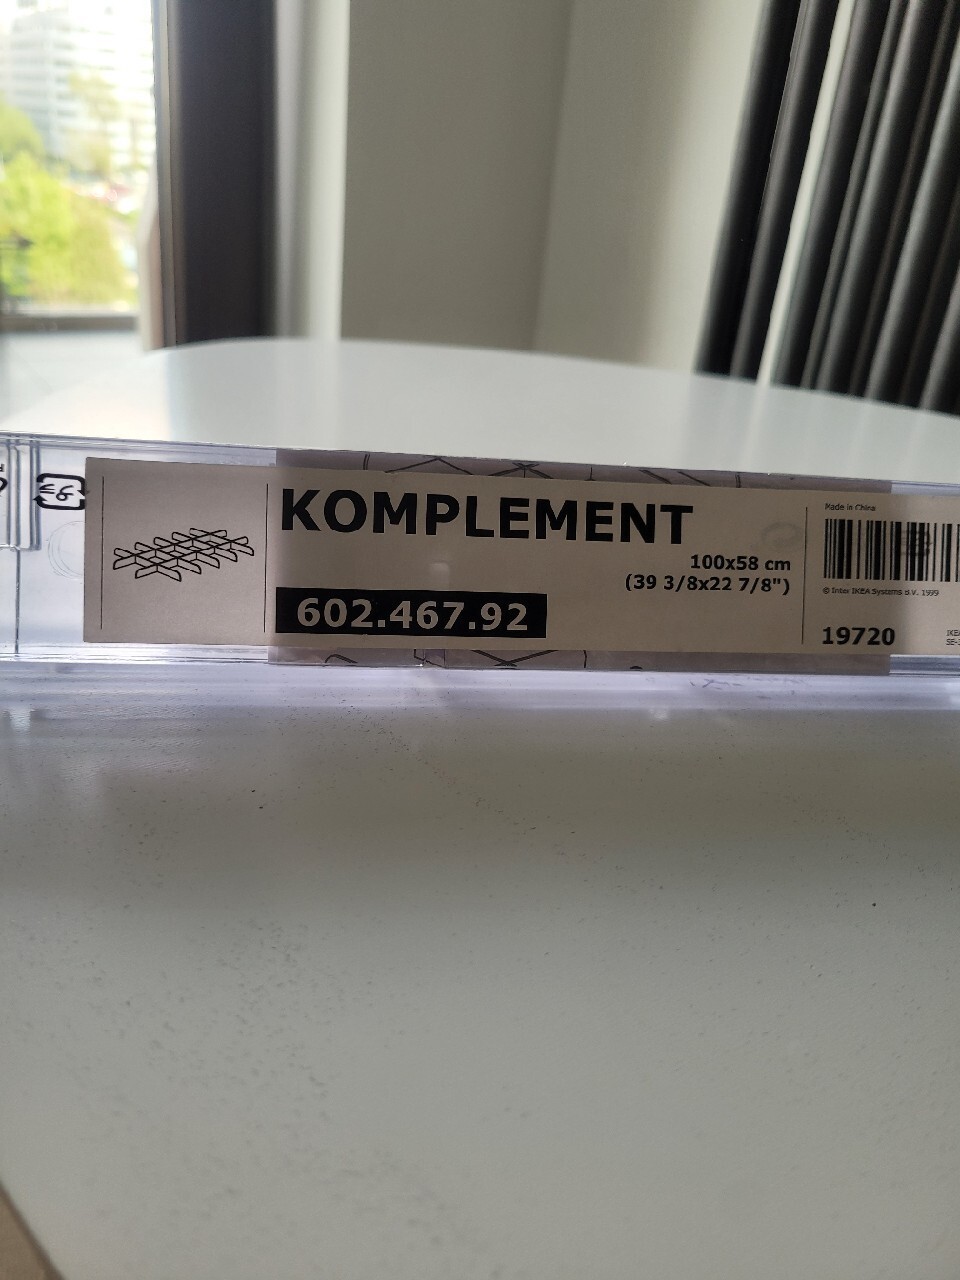 KOMPLEMENT
100x58 cm
(39 3/8x22 7/8")
602.467.92
Made in China
© Inter IKEA Systems B.V. 1999
19720